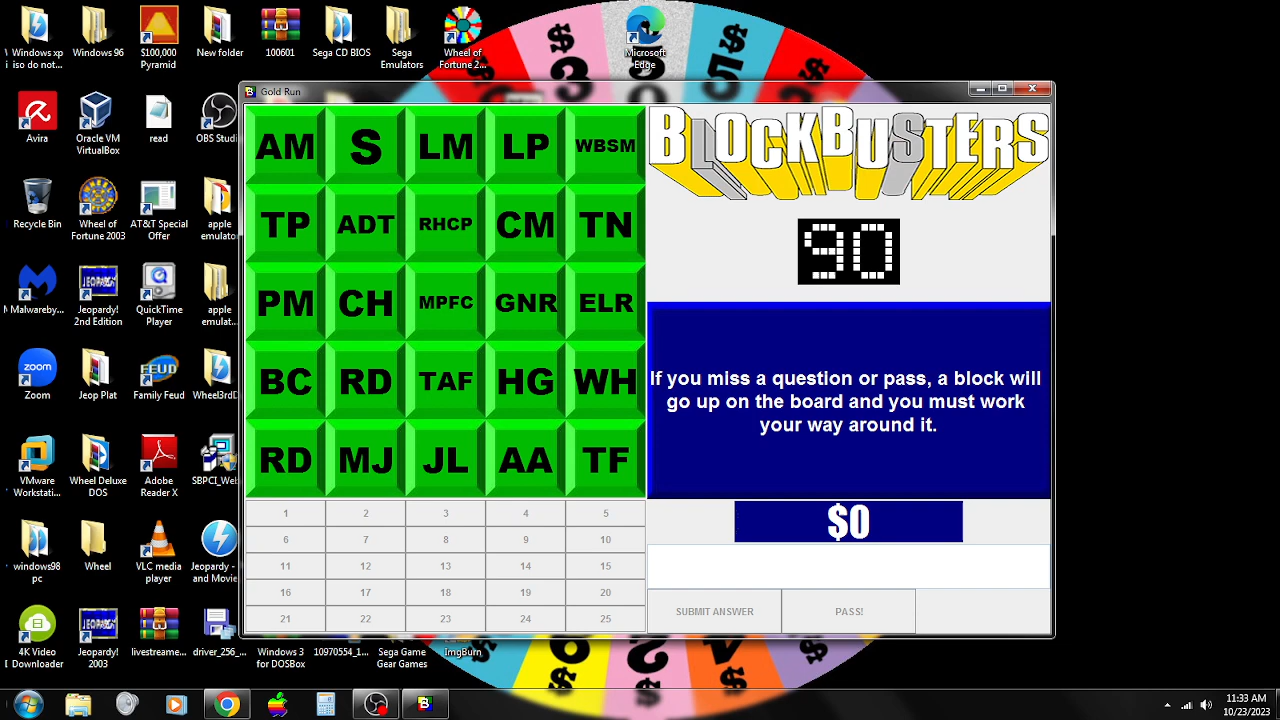 Windows xp
iso do not...
Windows 96
$100,000
Pyramid
New folder
100601
Sega CD BIOS
Sega
Emulators
Wheel of
Fortune 2...
Microsoft
Edge
Avira
Oracle VM
VirtualBox
read
OBS Studio
Recycle Bin
Wheel of
Fortune 2003
AT&T Special
Offer
apple
emulato...
Malwareby...
Jeopardy!
2nd Edition
QuickTime
Player
apple
emulat...
Zoom
Jeop Plat
Family Feud
Wheel3rdD...
VMware
Workstati...
Wheel Deluxe
DOS
Adobe
Reader X
SBPCI_Web...
windows98
pc
Wheel
VLC media
player
Jeopardy -
and Movie...
4K Video
Downloader
Jeopardy!
2003
livestreame...
driver_256_...
Windows 3
for DOSBox
10970554_1...
Sega Game
Gear Games
ImgBurn
Gold Run
AM S LM LP WBSM
TP ADT RHCP CM TN
PM CH MPFC GNR ELR
BC RD TAF HG WH
RD MJ JL AA TF
1 2 3 4 5
6 7 8 9 10
11 12 13 14 15
16 17 18 19 20
21 22 23 24 25
BLOCKBUSTERS
90
If you miss a question or pass, a block will
go up on the board and you must work
your way around it.
$0
SUBMIT ANSWER PASS!
11:33 AM
10/23/2023